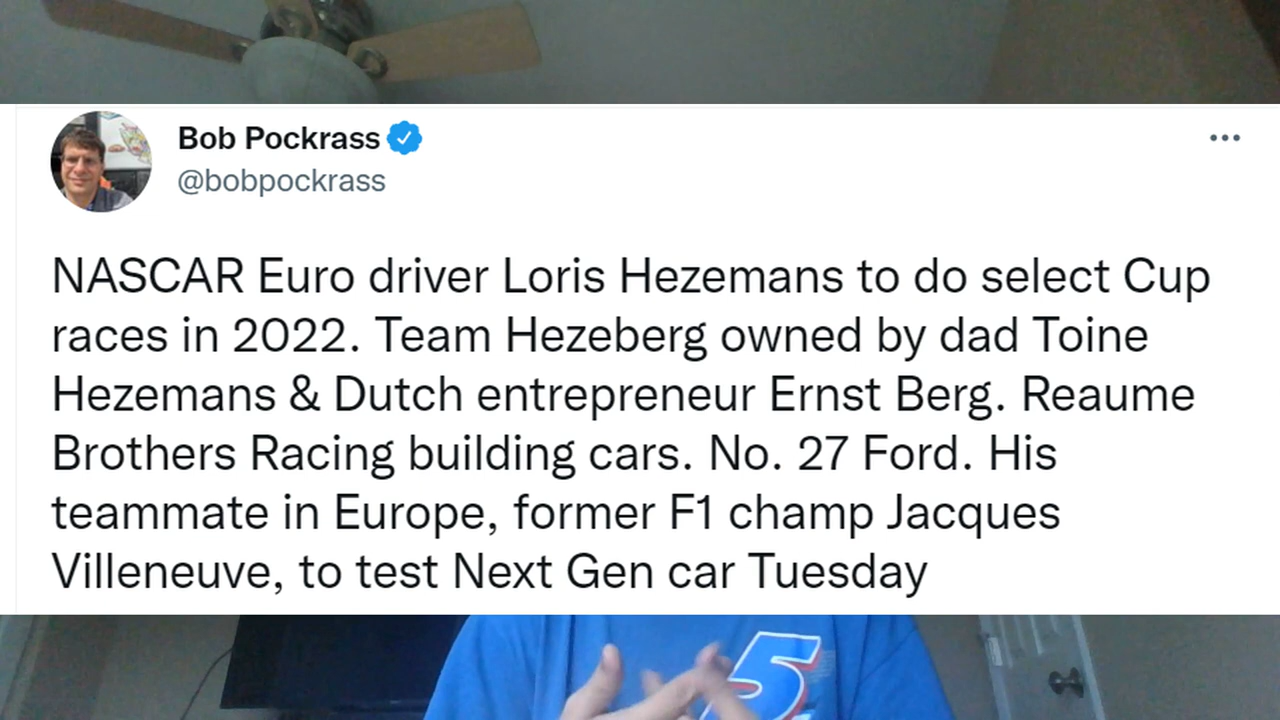 Bob Pockrass
@bobpockrass
NASCAR Euro driver Loris Hezemans to do select Cup
races in 2022. Team Hezeberg owned by dad Toine
Hezemans & Dutch entrepreneur Ernst Berg. Reaume
Brothers Racing building cars. No. 27 Ford. His
teammate in Europe, former F1 champ Jacques
Villeneuve, to test Next Gen car Tuesday
5